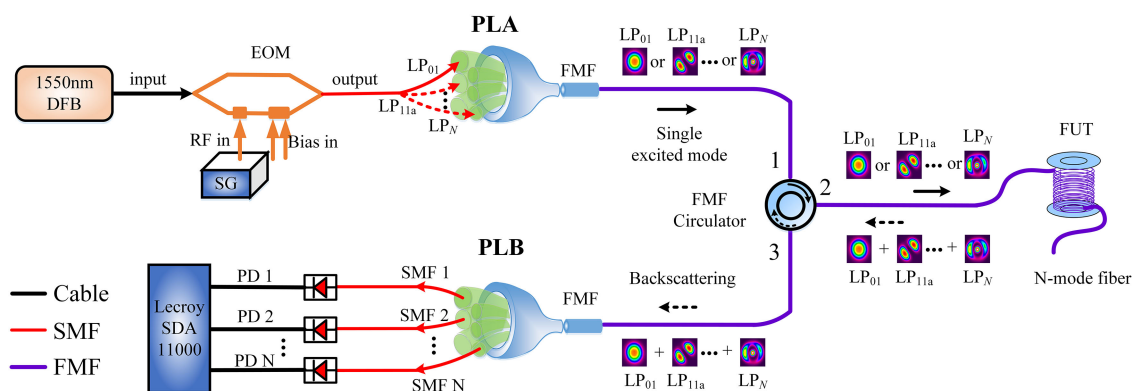 PLA
LP01 LP11a LPN
or ... or
EOM
1550nm
DFB
input
output
LP01
LP11a
LPN
FMF
RF in
Bias in
SG
Single
excited mode
1
2
3
FMF
Circulator
LP01 LP11a LPN
or ... or
FUT
+ ... +
LP01 LP11a LPN
N-mode fiber
PLB
Backscattering
FMF
Lecroy
SDA
11000
PD 1
PD 2
PD N
SMF 1
SMF 2
SMF N
+ ... +
LP01 LP11a LPN
Cable
SMF
FMF